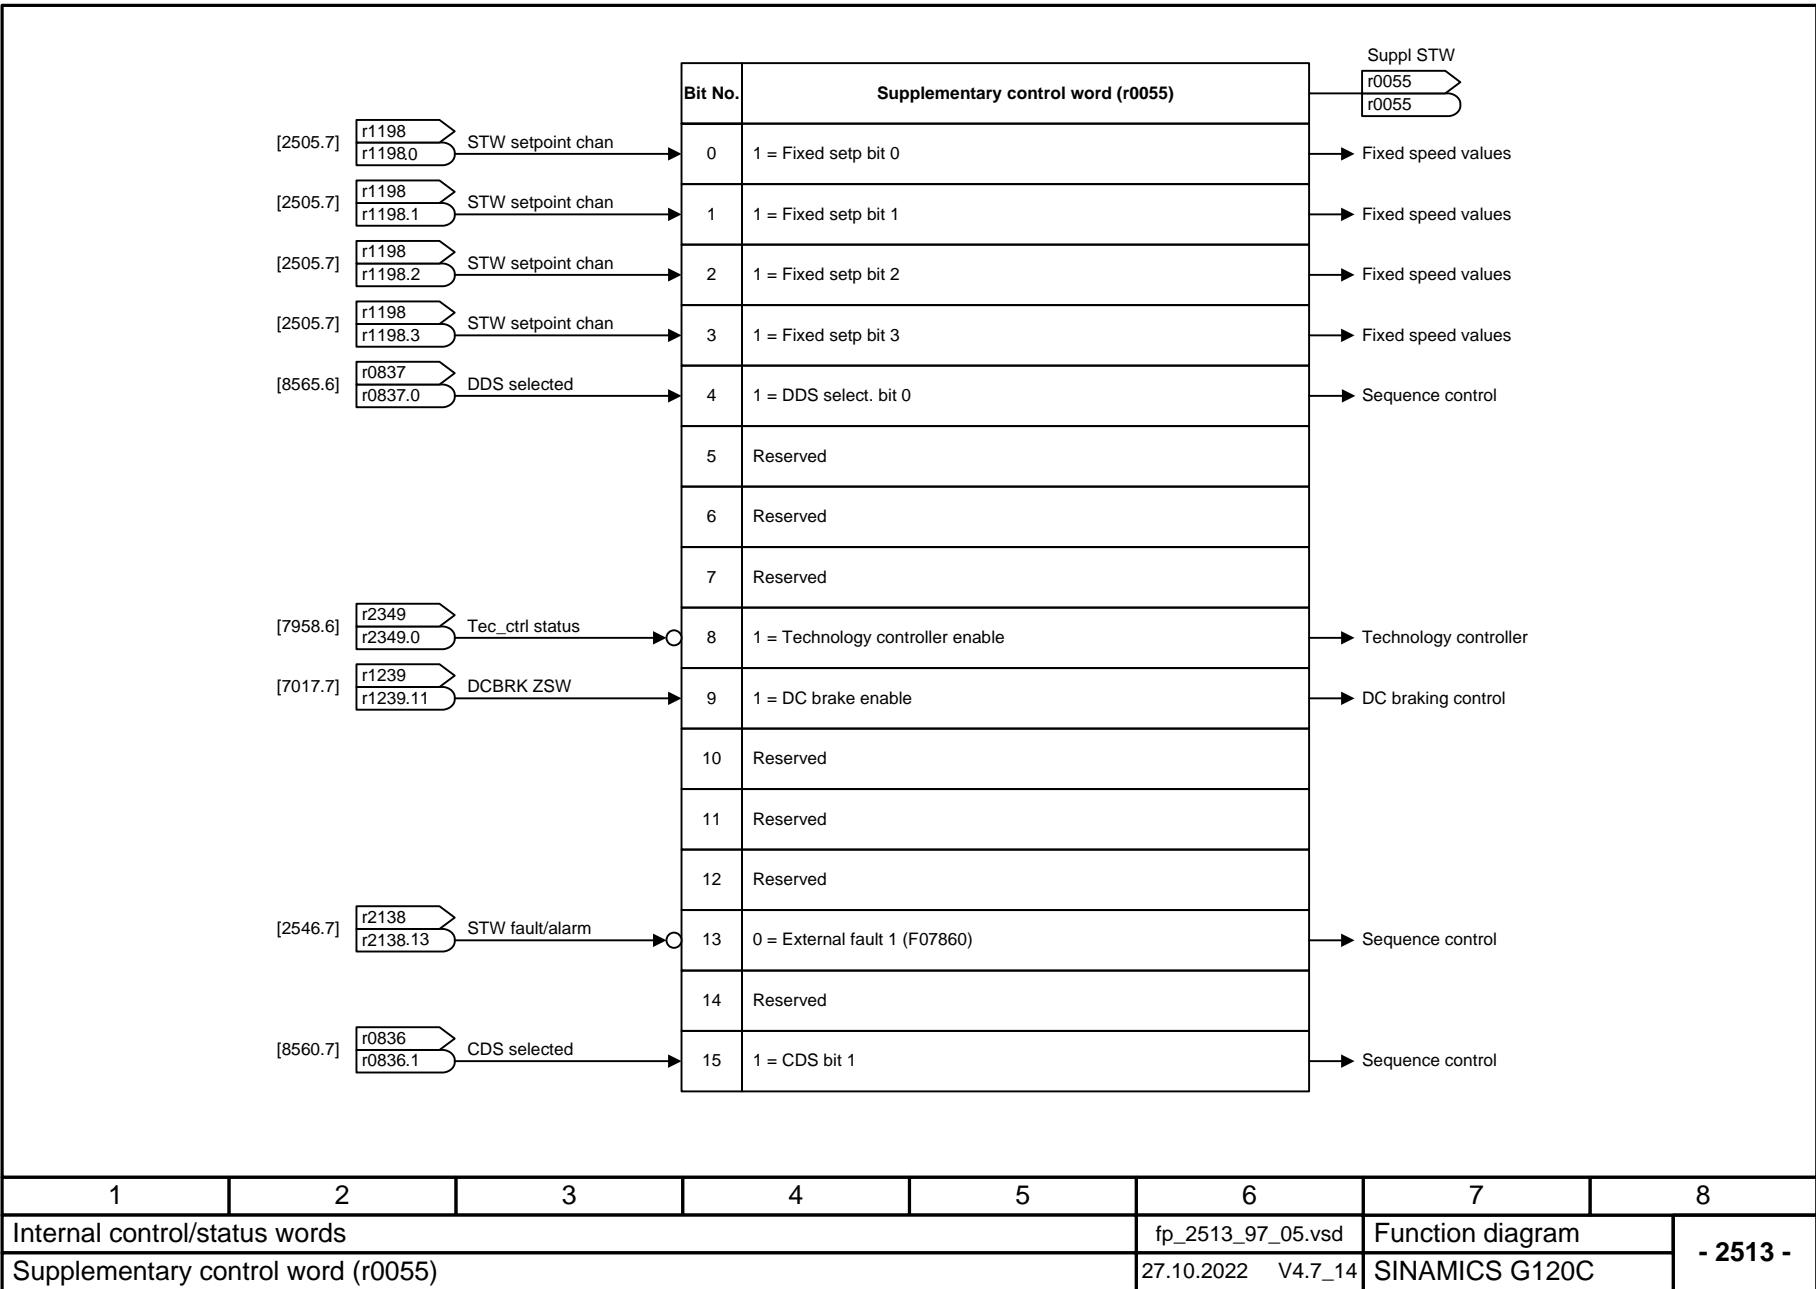 Suppl STW
r0055
r0055
Bit No. Supplementary control word (r0055)
r1198
[2505.7] r1198.0 STW setpoint chan 0 1 = Fixed setp bit 0 Fixed speed values
r1198
[2505.7] r1198.1 STW setpoint chan 1 1 = Fixed setp bit 1 Fixed speed values
r1198
[2505.7] r1198.2 STW setpoint chan 2 1 = Fixed setp bit 2 Fixed speed values
r1198
[2505.7] r1198.3 STW setpoint chan 3 1 = Fixed setp bit 3 Fixed speed values
r0837
[8565.6] r0837.0 DDS selected 4 1 = DDS select. bit 0 Sequence control
5 Reserved
6 Reserved
7 Reserved
r2349
[7958.6] r2349.0 Tec_ctrl status 8 1 = Technology controller enable Technology controller
r1239
[7017.7] r1239.11 DCBRK ZSW 9 1 = DC brake enable DC braking control
10 Reserved
11 Reserved
12 Reserved
r2138
[2546.7] r2138.13 STW fault/alarm 13 0 = External fault 1 (F07860) Sequence control
14 Reserved
r0836
[8560.7] r0836.1 CDS selected 15 1 = CDS bit 1 Sequence control
1 2 3 4 5 6 7 8
Internal control/status words fp_2513_97_05.vsd Function diagram - 2513 -
Supplementary control word (r0055) 27.10.2022 V4.7_14 SINAMICS G120C